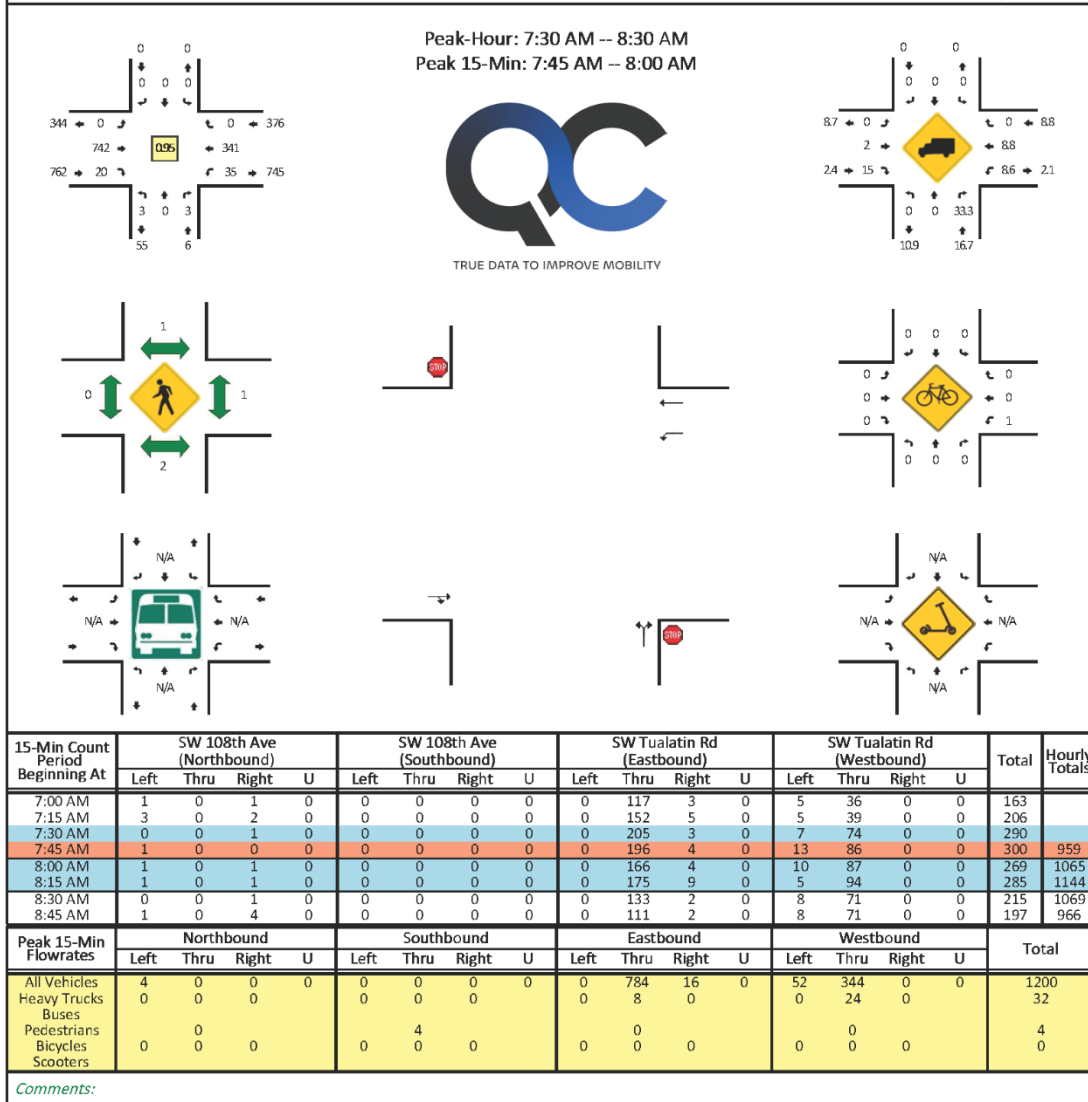 Peak-Hour: 7:30 AM -- 8:30 AM
Peak 15-Min: 7:45 AM -- 8:00 AM
0 0
0 0 0
344 0 0 376
742 0.95 341
762 20 35 745
3 0 3
55 6
QC
TRUE DATA TO IMPROVE MOBILITY
0 0
0 0 0
8.7 0 0 8.8
2 8.8
2.4 15 8.6 2.1
0 0 33.3
10.9 16.7
1
0 1
2
STOP
0 0 0
0 0
0 0
0 1
0 0 0
N/A
N/A N/A
N/A
STOP
N/A
N/A N/A
N/A
15-Min Count Period Beginning At SW 108th Ave (Northbound) SW 108th Ave (Southbound) SW Tualatin Rd (Eastbound) SW Tualatin Rd (Westbound) Total Hourly Totals
Left Thru Right U Left Thru Right U Left Thru Right U Left Thru Right U
7:00 AM 1 0 1 0 0 0 0 0 0 117 3 0 5 36 0 0 163
7:15 AM 3 0 2 0 0 0 0 0 0 152 5 0 5 39 0 0 206
7:30 AM 0 0 1 0 0 0 0 0 0 205 3 0 7 74 0 0 290
7:45 AM 1 0 0 0 0 0 0 0 0 196 4 0 13 86 0 0 300 959
8:00 AM 1 0 1 0 0 0 0 0 0 166 4 0 10 87 0 0 269 1065
8:15 AM 1 0 1 0 0 0 0 0 0 175 9 0 5 94 0 0 285 1144
8:30 AM 0 0 1 0 0 0 0 0 0 133 2 0 8 71 0 0 215 1069
8:45 AM 1 0 4 0 0 0 0 0 0 111 2 0 8 71 0 0 197 966
Peak 15-Min Flowrates Northbound Southbound Eastbound Westbound Total
Left Thru Right U Left Thru Right U Left Thru Right U Left Thru Right U
All Vehicles 4 0 0 0 0 0 0 0 0 784 16 0 52 344 0 0 1200
Heavy Trucks 0 0 0 0 0 0 0 8 0 0 24 0 32
Buses
Pedestrians 0 4 0 0 4
Bicycles 0 0 0 0 0 0 0 0 0 0 0 0 0
Scooters
Comments: